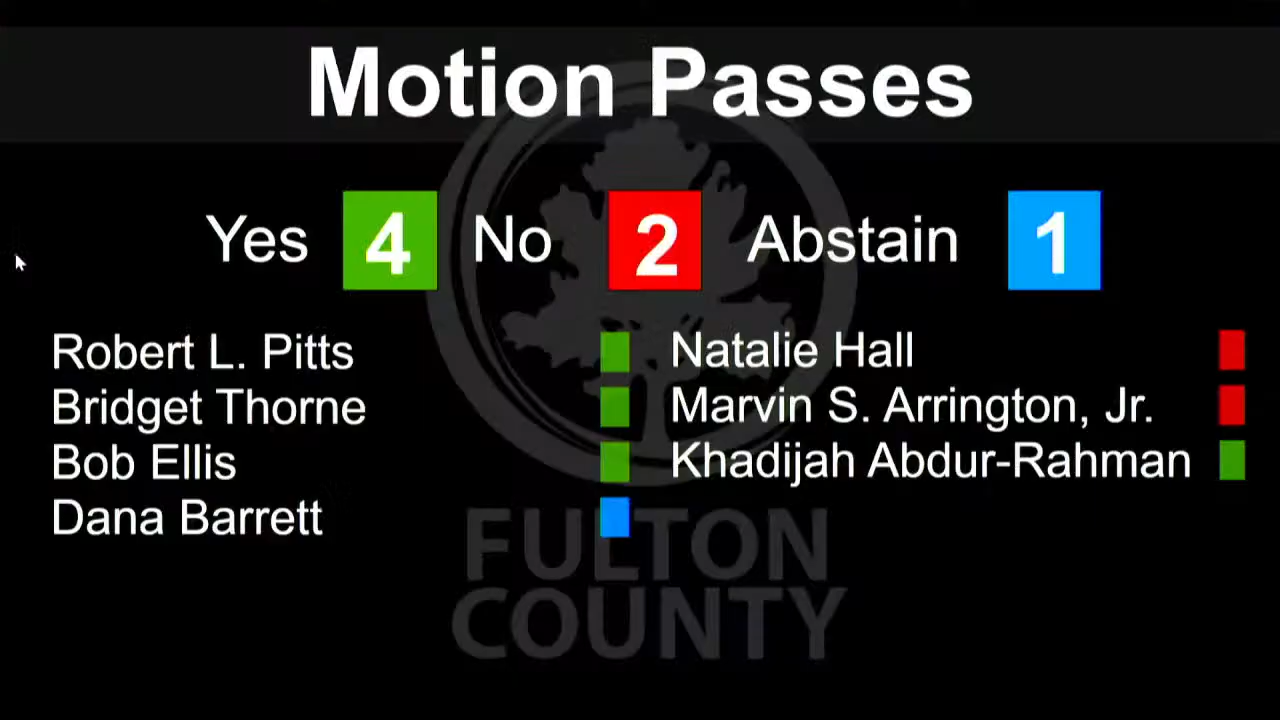 Motion Passes
Yes 4 No 2 Abstain 1
Robert L. Pitts
Bridget Thorne
Bob Ellis
Dana Barrett
Natalie Hall
Marvin S. Arrington, Jr.
Khadijah Abdur-Rahman
FULTON
COUNTY